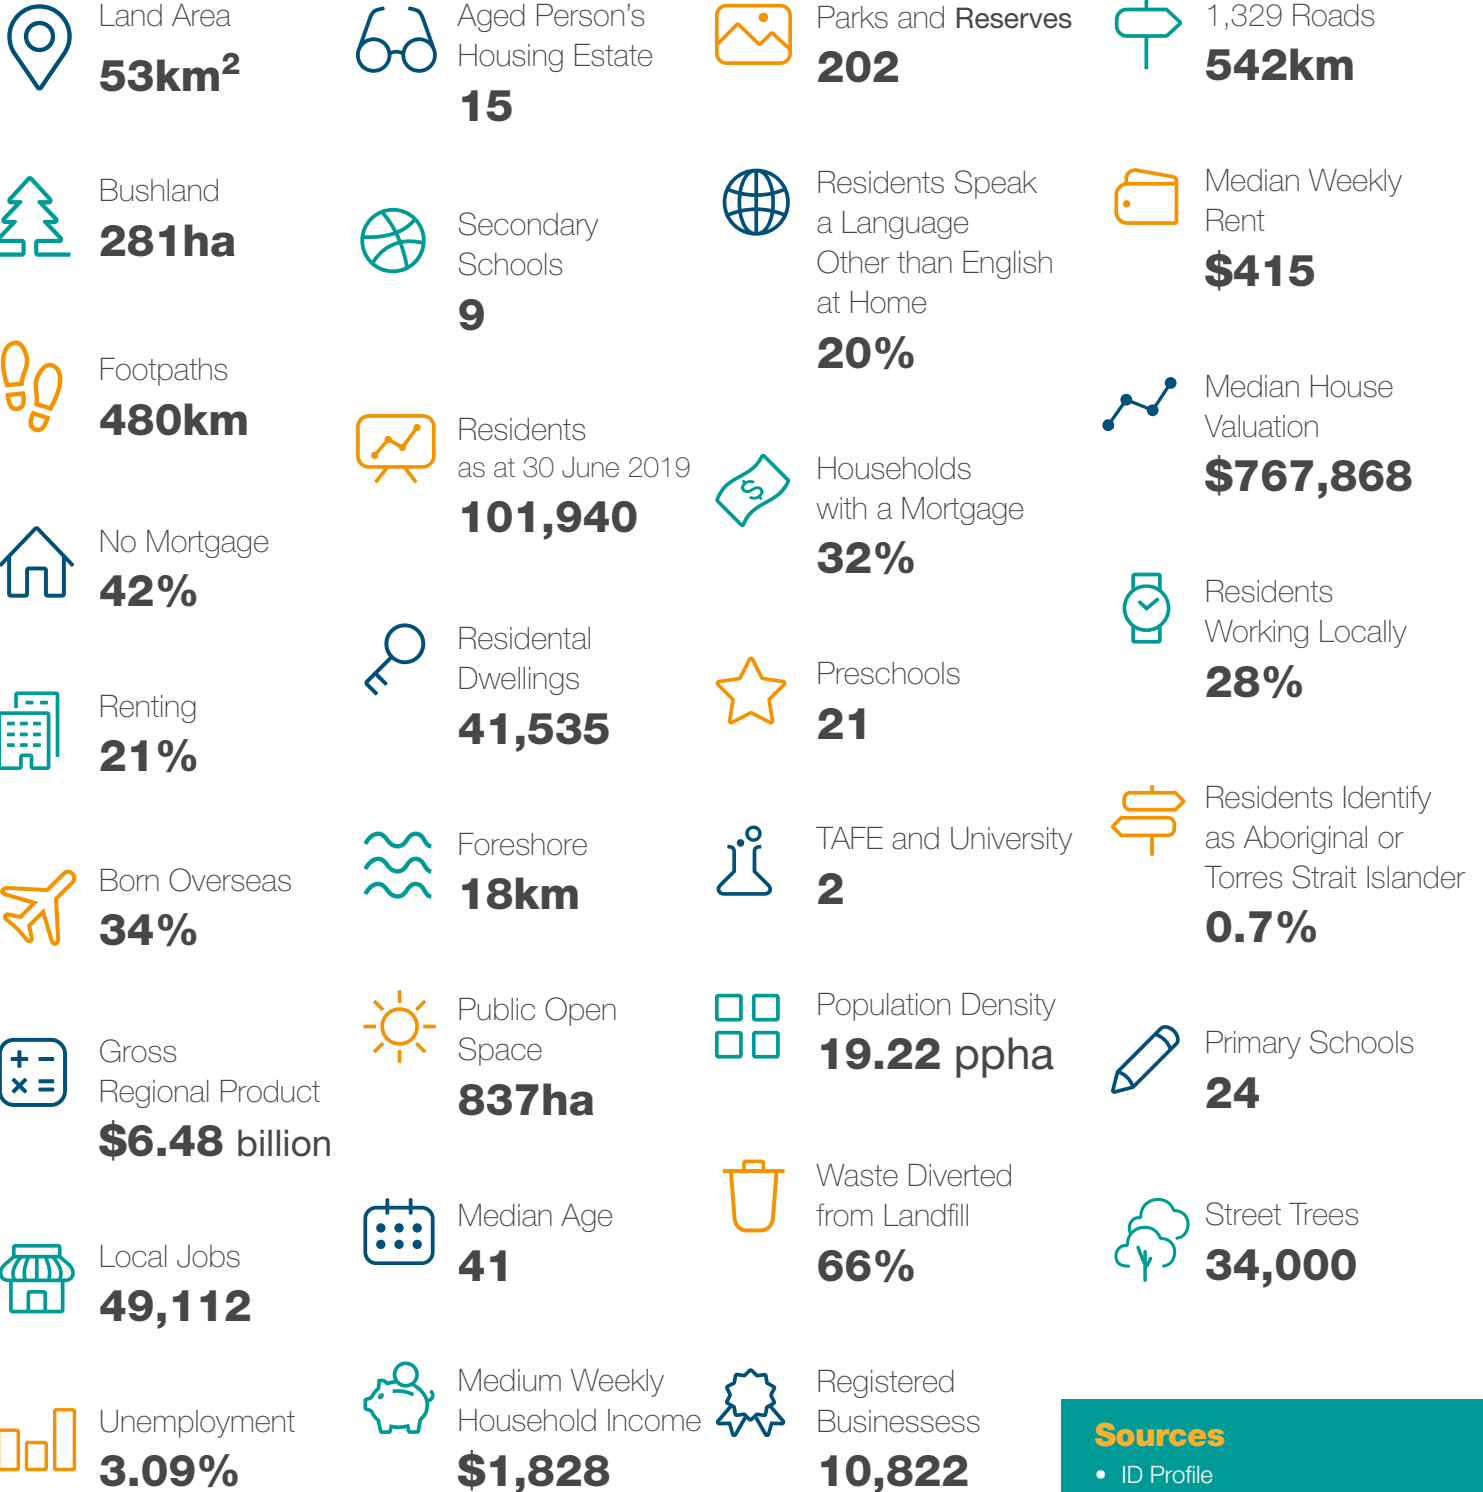 Land Area
53km²
Bushland
281ha
Footpaths
480km
No Mortgage
42%
Renting
21%
Born Overseas
34%
Gross
Regional Product
$6.48 billion
Local Jobs
49,112
Unemployment
3.09%
Aged Person's
Housing Estate
15
Secondary
Schools
9
Residents
as at 30 June 2019
101,940
Residental
Dwellings
41,535
Foreshore
18km
Public Open
Space
837ha
Median Age
41
Medium Weekly
Household Income
$1,828
Parks and Reserves
202
Residents Speak
a Language
Other than English
at Home
20%
Households
with a Mortgage
32%
Preschools
21
TAFE and University
2
Population Density
19.22 ppha
Waste Diverted
from Landfill
66%
Registered
Businessess
10,822
1,329 Roads
542km
Median Weekly
Rent
$415
Median House
Valuation
$767,868
Residents
Working Locally
28%
Residents Identify
as Aboriginal or
Torres Strait Islander
0.7%
Primary Schools
24
Street Trees
34,000
Sources
• ID Profile